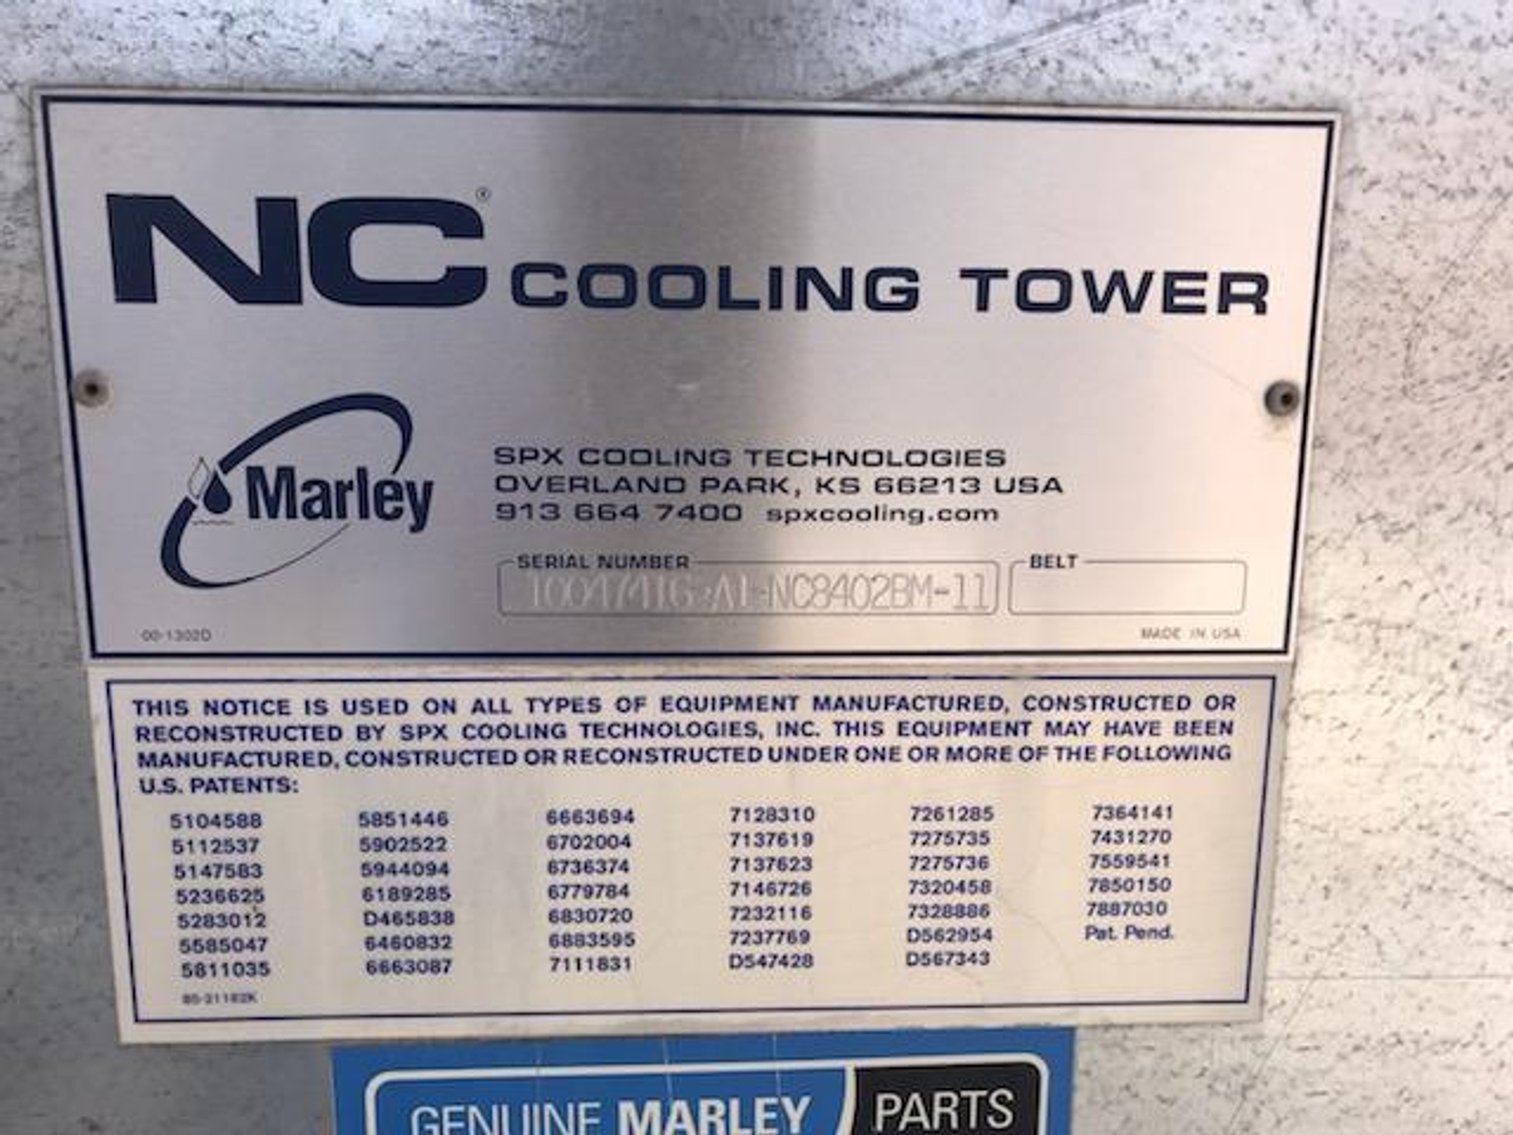 NC® COOLING TOWER
Marley
SPX COOLING TECHNOLOGIES
OVERLAND PARK, KS 66213 USA
913 664 7400 spxcooling.com
SERIAL NUMBER BELT
NC8402BM-11
00-1302D MADE IN USA
THIS NOTICE IS USED ON ALL TYPES OF EQUIPMENT MANUFACTURED, CONSTRUCTED OR
RECONSTRUCTED BY SPX COOLING TECHNOLOGIES, INC. THIS EQUIPMENT MAY HAVE BEEN
MANUFACTURED, CONSTRUCTED OR RECONSTRUCTED UNDER ONE OR MORE OF THE FOLLOWING
U.S. PATENTS:
5104588 5851446 6663694 7128310 7261285 7364141
5112537 5902522 6702004 7137619 7275735 7431270
5147583 5944094 6736374 7137623 7275736 7559541
5236625 6189285 6779784 7146726 7320458 7850150
5283012 D465838 6830720 7232116 7328886 7887030
5585047 6460832 6883595 7237769 D562954 Pat. Pend.
5811035 6663087 7111831 D547428 D567343
GENUINE MARLEY PARTS